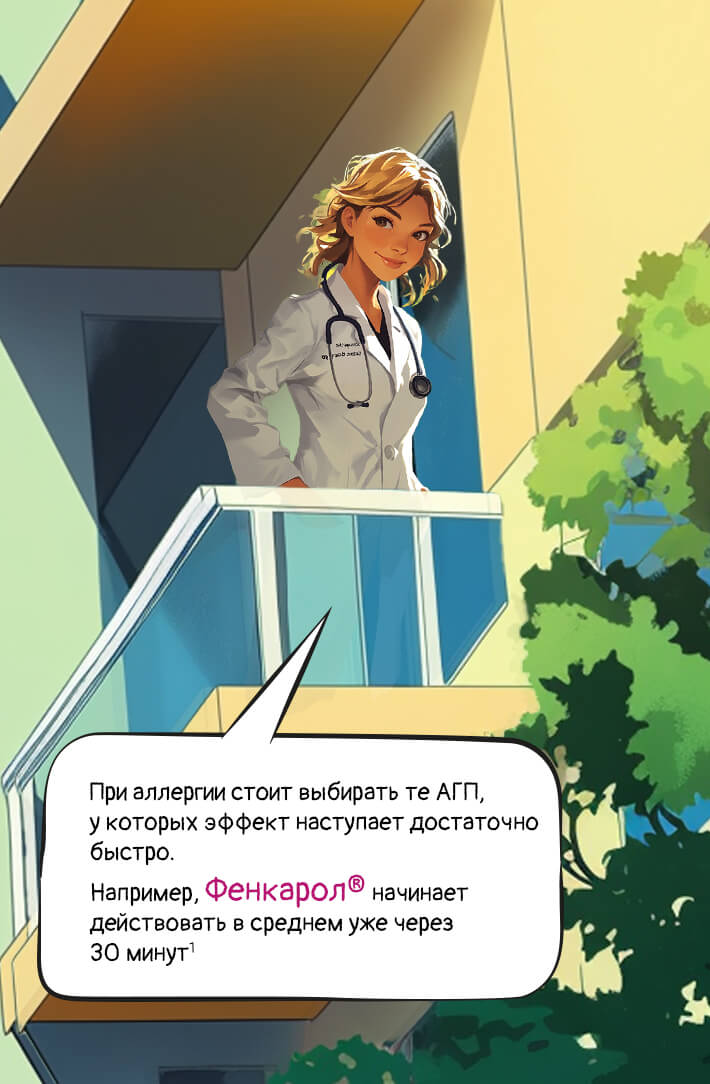 При аллергии стоит выбирать те АГП,
у которых эффект наступает достаточно
быстро.
Например, Фенкарол® начинает
действовать в среднем уже через
30 минут¹